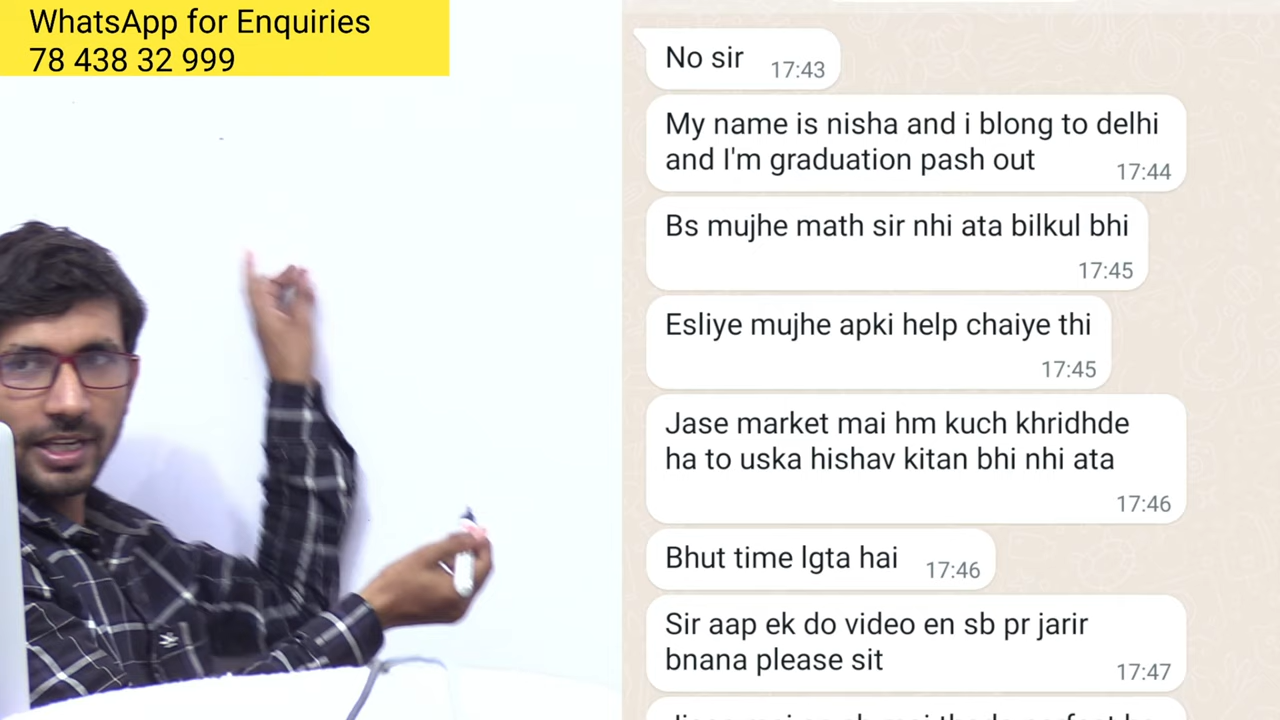 WhatsApp for Enquiries
78 438 32 999
No sir 17:43
My name is nisha and i blong to delhi
and I'm graduation pash out 17:44
Bs mujhe math sir nhi ata bilkul bhi
17:45
Esliye mujhe apki help chaiye thi
17:45
Jase market mai hm kuch khridhde
ha to uska hishav kitan bhi nhi ata
17:46
Bhut time lgta hai 17:46
Sir aap ek do video en sb pr jarir
bnana please sit 17:47